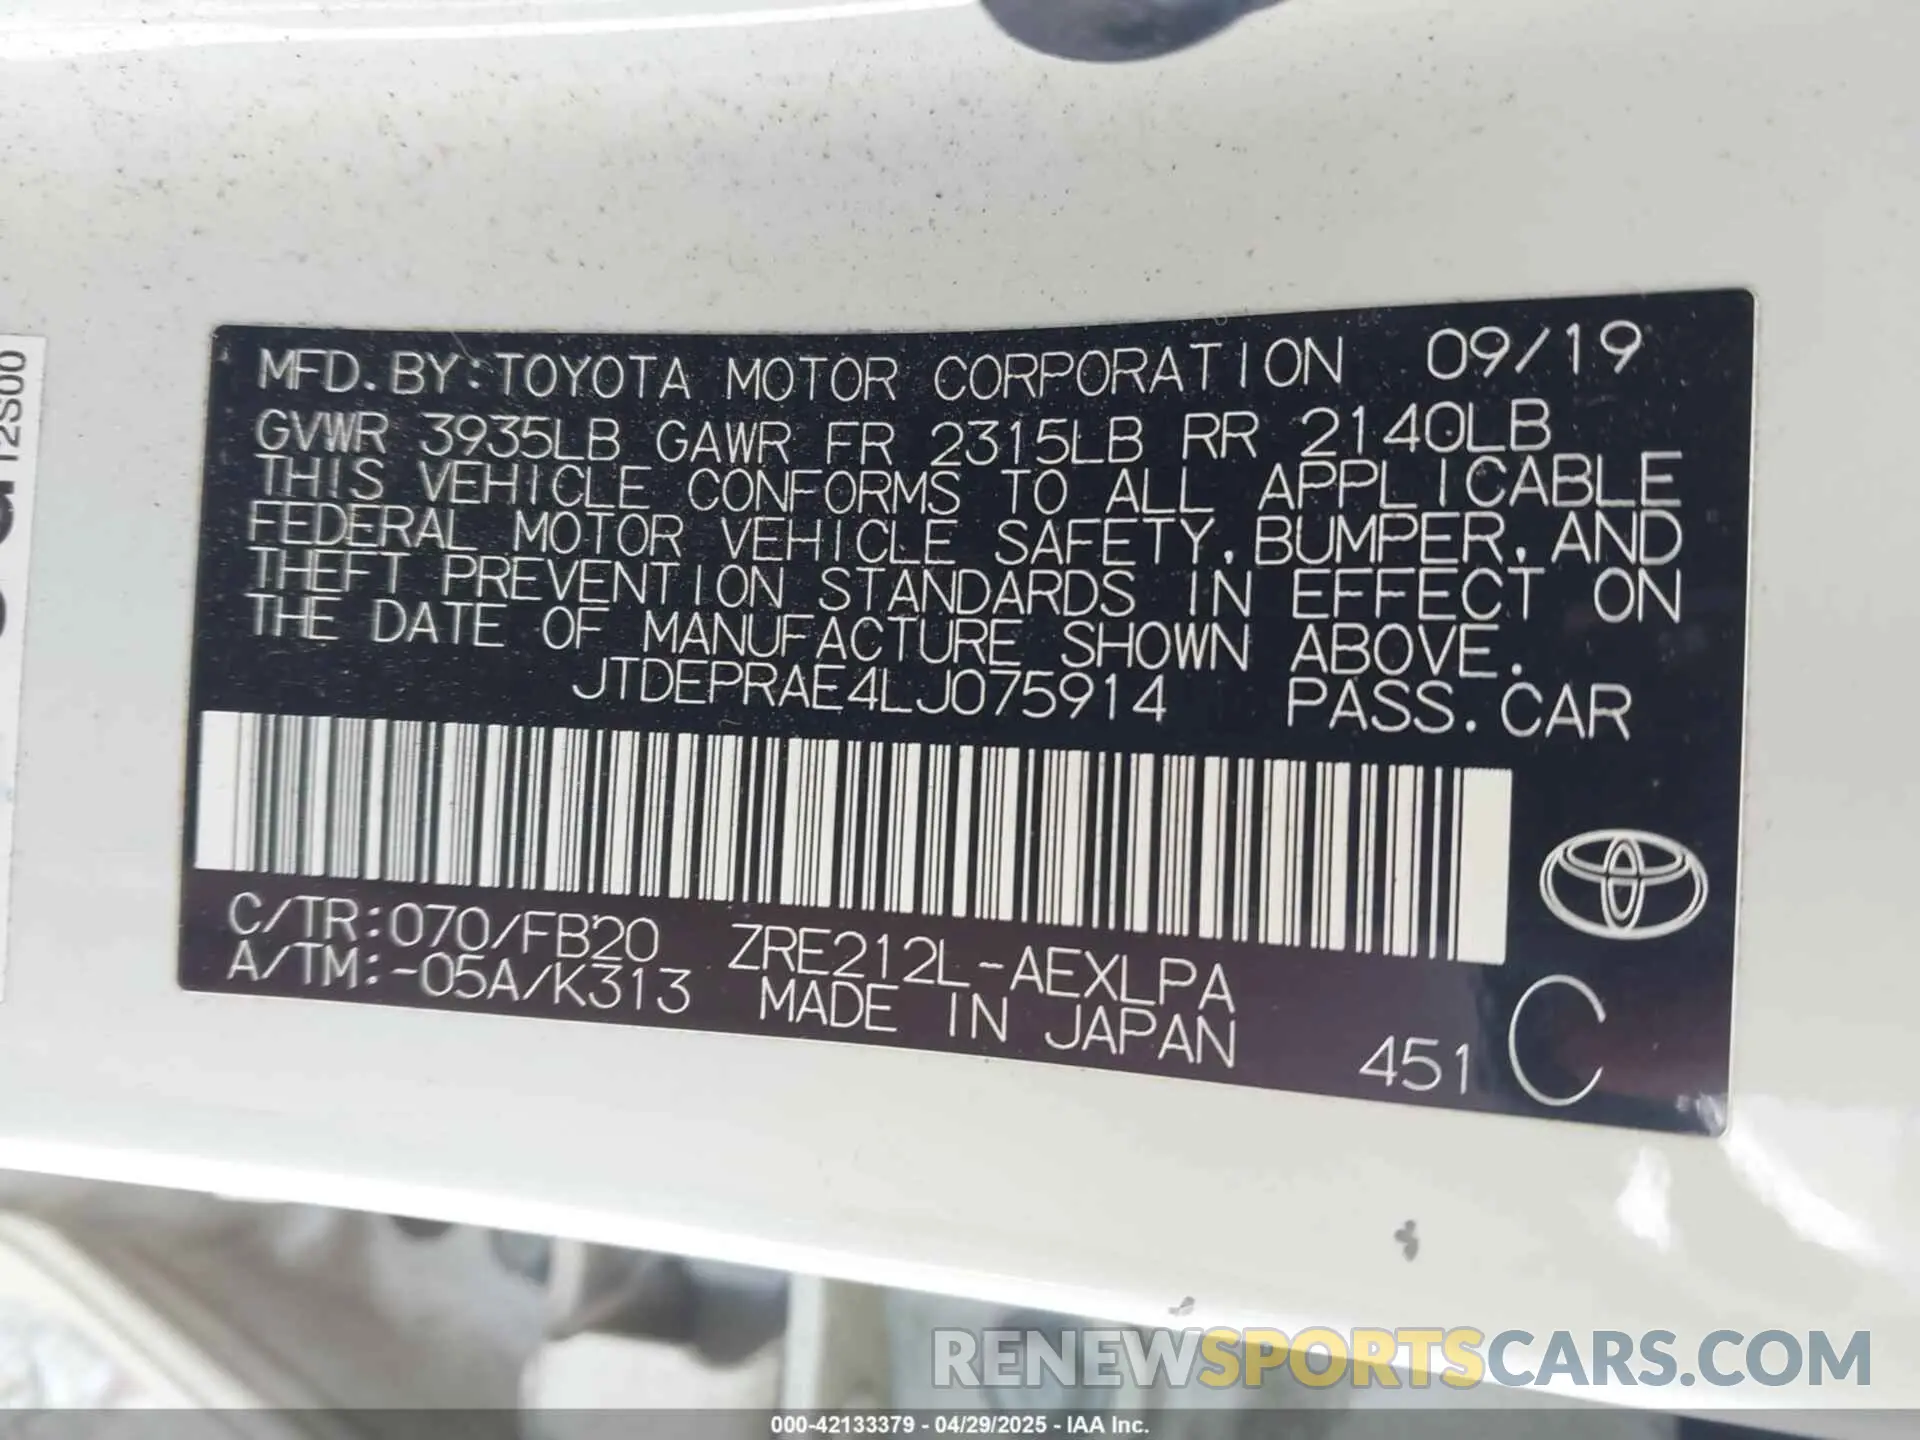 MFD. BY: TOYOTA MOTOR CORPORATION 09/19
GVWR 3935LB GAWR FR 2315LB RR 2140LB
THIS VEHICLE CONFORMS TO ALL APPLICABLE
FEDERAL MOTOR VEHICLE SAFETY, BUMPER, AND
THEFT PREVENTION STANDARDS IN EFFECT ON
THE DATE OF MANUFACTURE SHOWN ABOVE.
JTDEPRAE4LJ075914 PASS. CAR
C/TR:070/FB20 ZRE212L-AEXLPA
A/TM:-05A/K313 MADE IN JAPAN
451 C
12S00
RENEWSPORTSCARS.COM
000-42133379 - 04/29/2025 - IAA Inc.